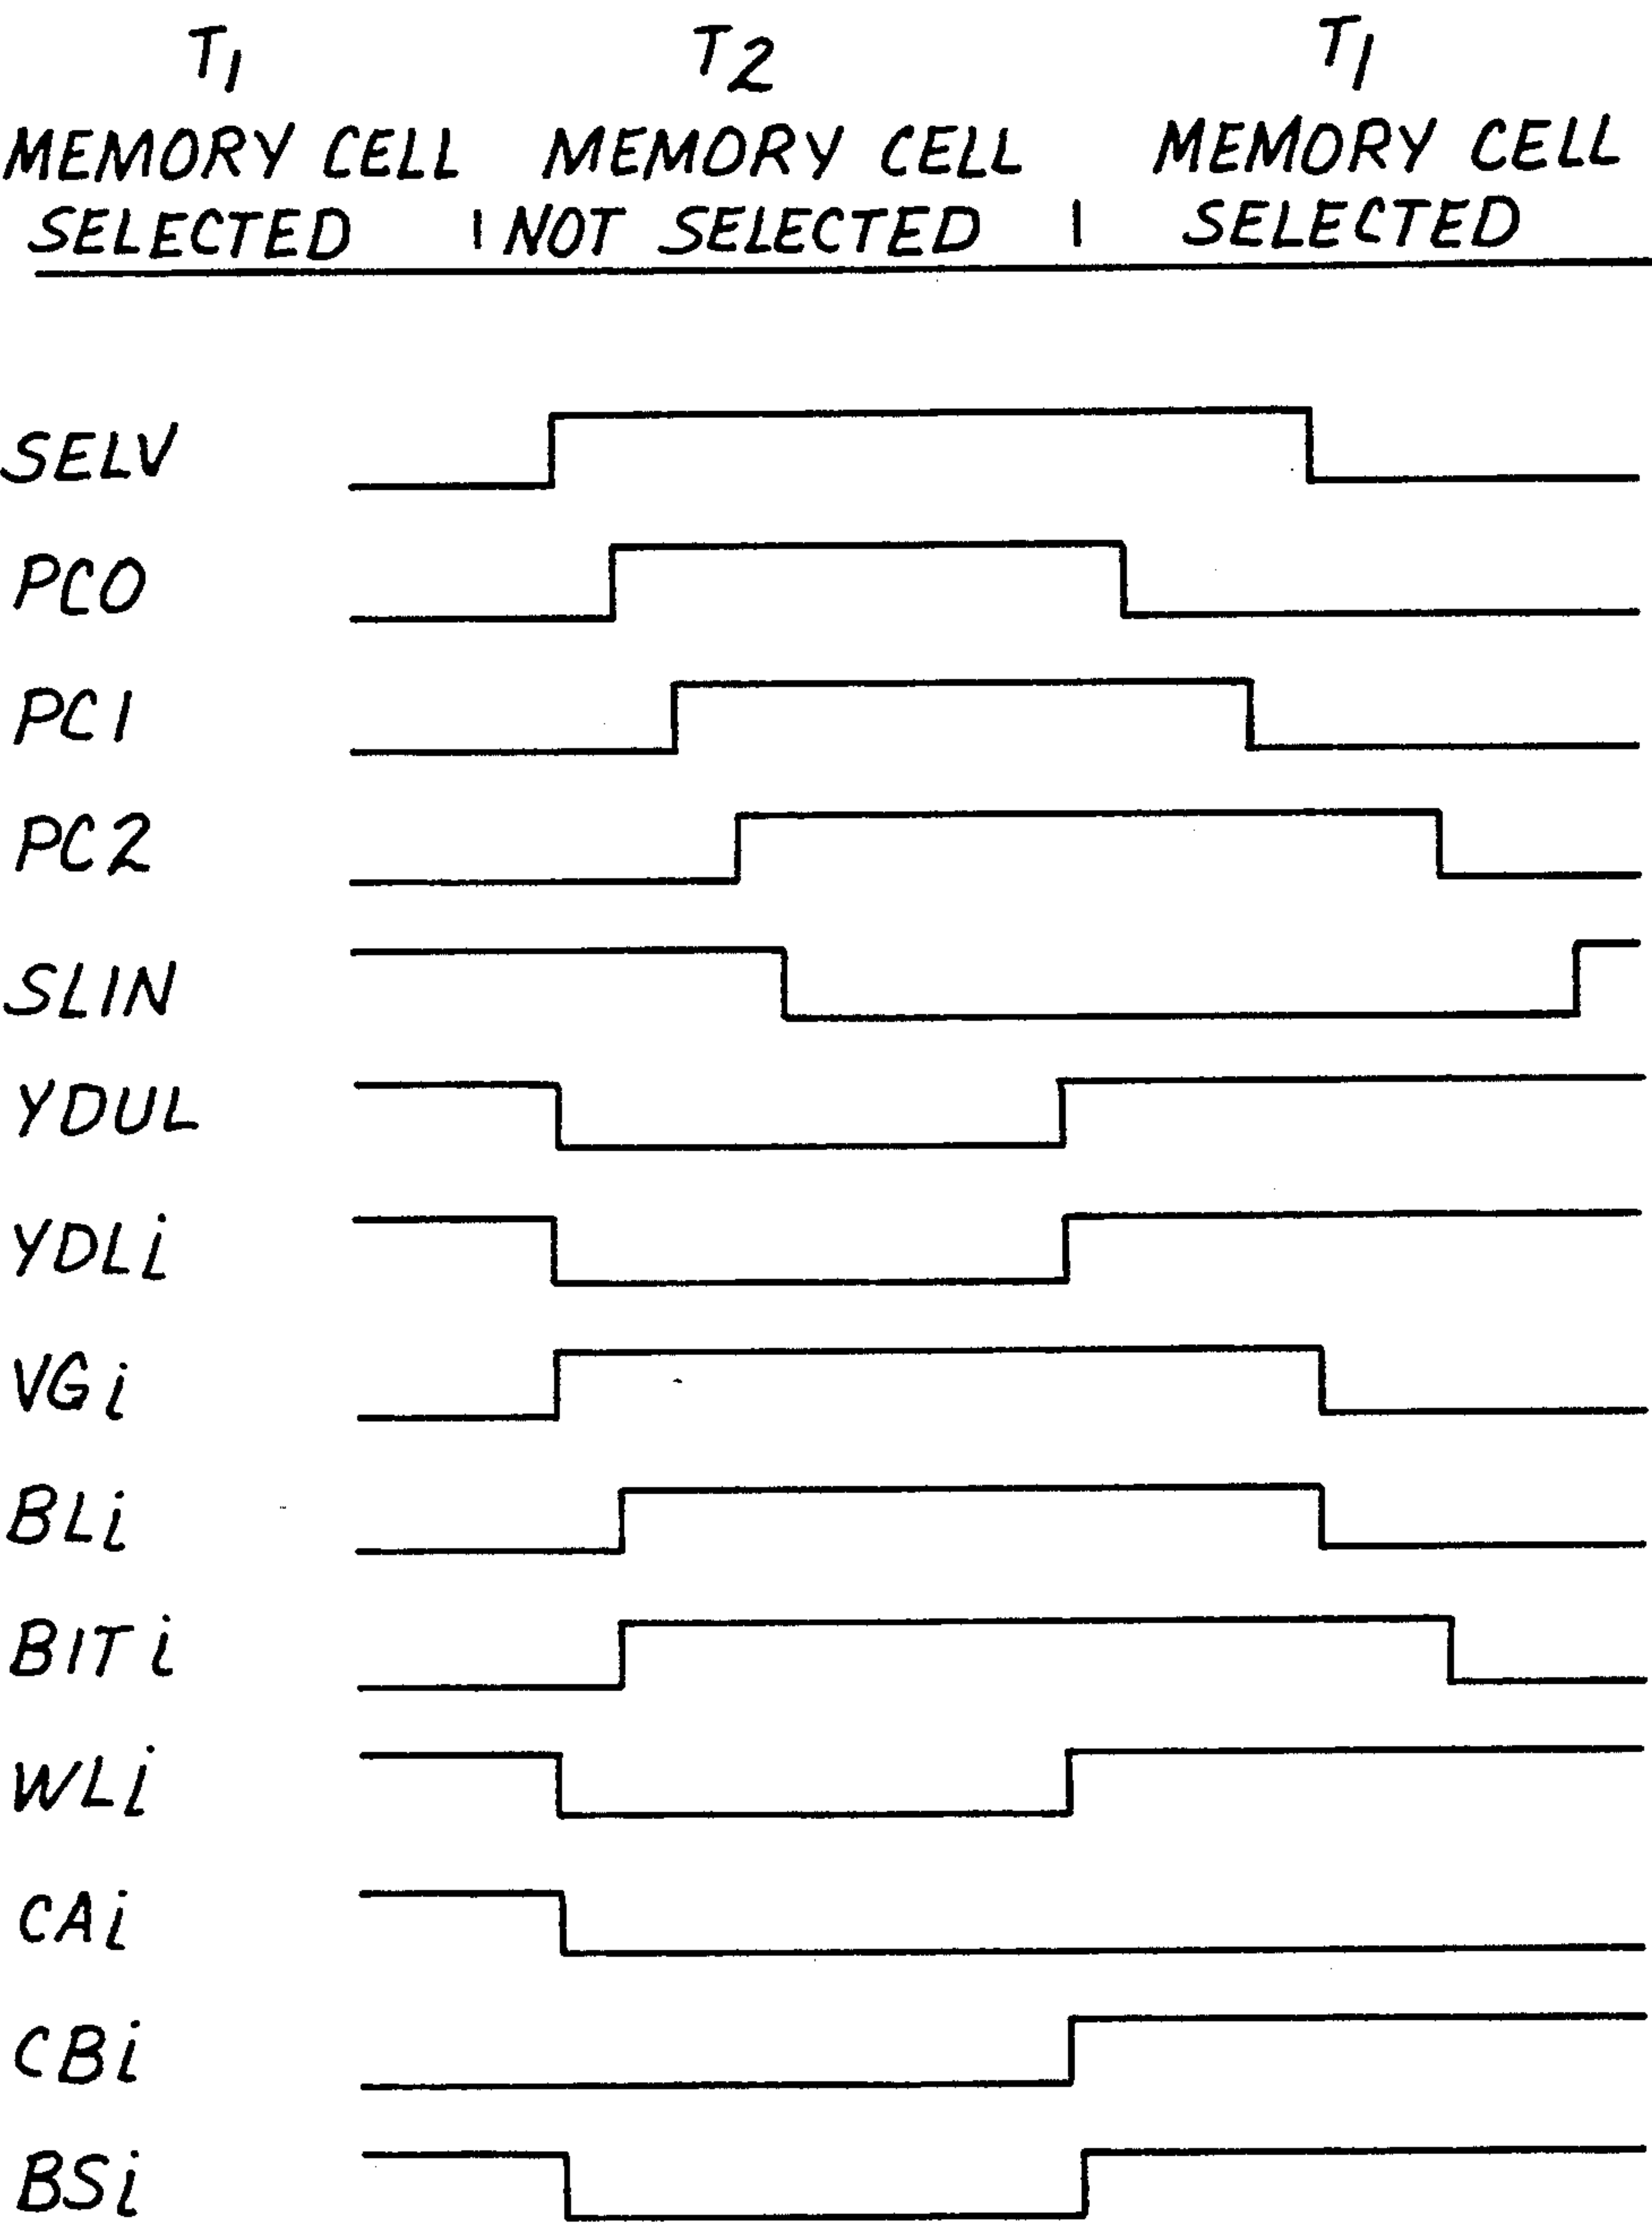 T1 T2 T1
MEMORY CELL MEMORY CELL MEMORY CELL
SELECTED | NOT SELECTED | SELECTED
SELV
PC0
PC1
PC2
SLIN
YDUL
YDLi
VGi
BLi
BITi
WLi
CAi
CBi
BSi